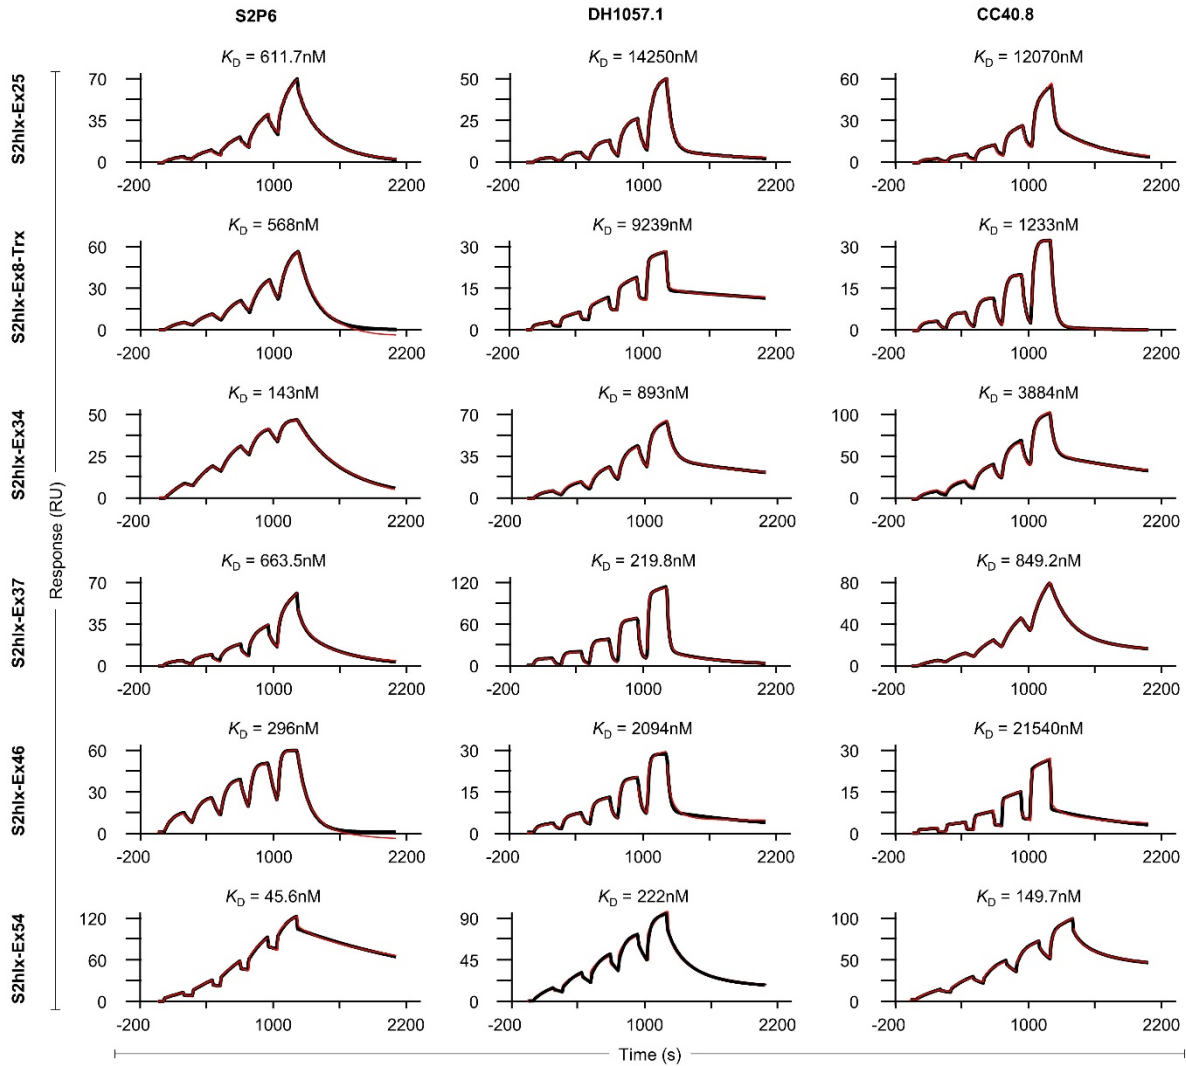 S2P6 DH1057.1 CC40.8
S2hlx-Ex25
KD = 611.7nM
70
35
0
-200 1000 2200
KD = 14250nM
50
25
0
-200 1000 2200
KD = 12070nM
60
30
0
-200 1000 2200
S2hlx-Ex8-Trx
KD = 568nM
60
30
0
-200 1000 2200
KD = 9239nM
30
15
0
-200 1000 2200
KD = 1233nM
30
15
0
-200 1000 2200
S2hlx-Ex34
KD = 143nM
50
25
0
-200 1000 2200
KD = 893nM
70
35
0
-200 1000 2200
KD = 3884nM
100
50
0
-200 1000 2200
Response (RU)
S2hlx-Ex37
KD = 663.5nM
70
35
0
-200 1000 2200
KD = 219.8nM
120
60
0
-200 1000 2200
KD = 849.2nM
80
40
0
-200 1000 2200
S2hlx-Ex46
KD = 296nM
60
30
0
-200 1000 2200
KD = 2094nM
30
15
0
-200 1000 2200
KD = 21540nM
30
15
0
-200 1000 2200
S2hlx-Ex54
KD = 45.6nM
120
60
0
-200 1000 2200
KD = 222nM
90
45
0
-200 1000 2200
KD = 149.7nM
100
50
0
-200 1000 2200
Time (s)